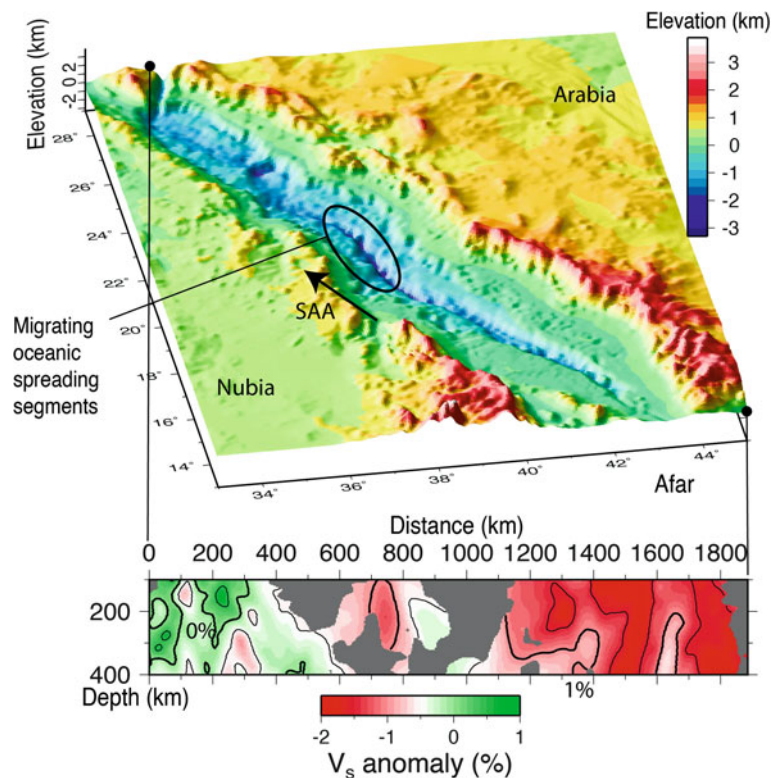 Elevation (km)
Arabia
3
2
1
0
-1
-2
-3
Elevation (km)
2
0
-2
28°
26°
24°
22°
20°
18°
16°
14°
Migrating
oceanic
spreading
segments
SAA
Nubia
34°
36°
38°
40°
42°
44°
Afar
Distance (km)
0 200 400 600 800 1000 1200 1400 1600 1800
200
400
0%
Depth (km)
1%
-2 -1 0 1
Vs anomaly (%)